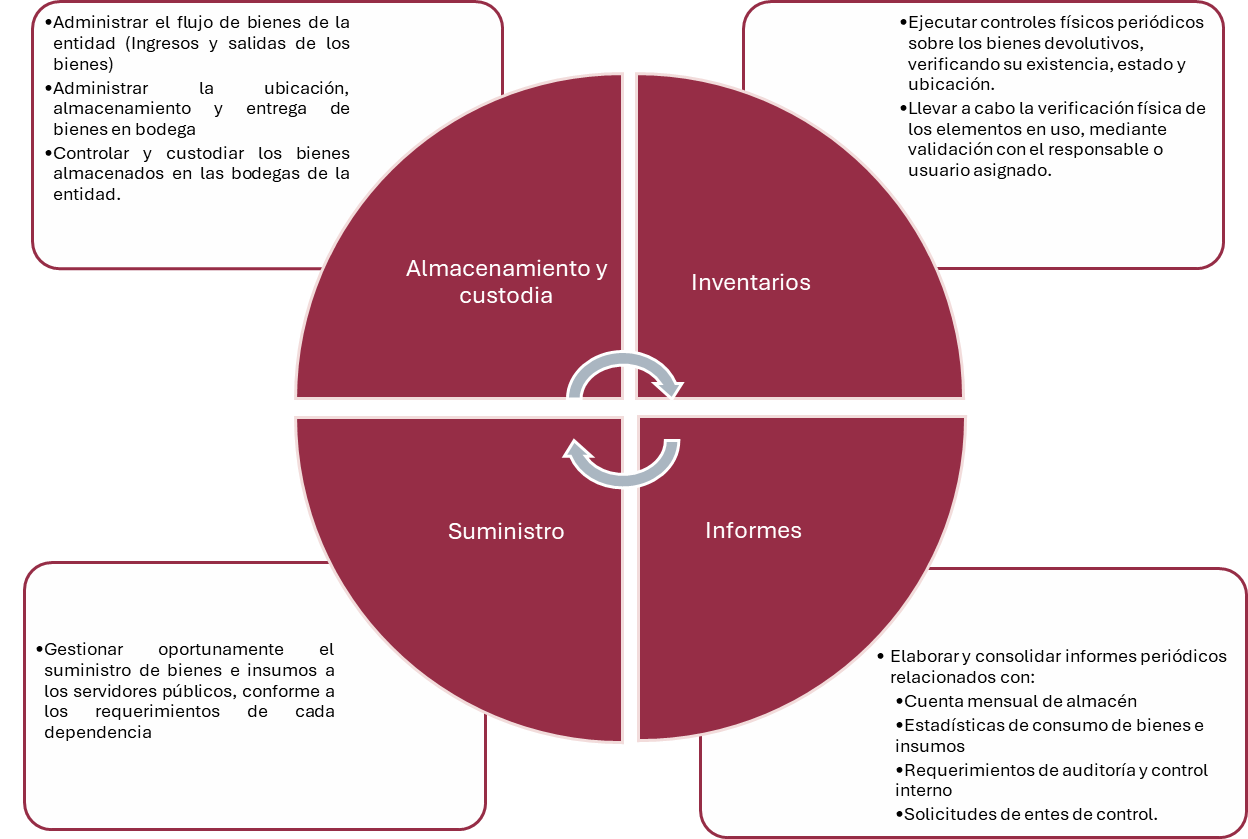 •Administrar el flujo de bienes de la
entidad (Ingresos y salidas de los
bienes)
•Administrar la ubicación,
almacenamiento y entrega de
bienes en bodega
•Controlar y custodiar los bienes
almacenados en las bodegas de la
entidad.
•Ejecutar controles físicos periódicos
sobre los bienes devolutivos,
verificando su existencia, estado y
ubicación.
•Llevar a cabo la verificación física de
los elementos en uso, mediante
validación con el responsable o
usuario asignado.
Almacenamiento y
custodia
Inventarios
Suministro
Informes
•Gestionar oportunamente el
suministro de bienes e insumos a
los servidores públicos, conforme a
los requerimientos de cada
dependencia
• Elaborar y consolidar informes periódicos
relacionados con:
•Cuenta mensual de almacén
•Estadísticas de consumo de bienes e
insumos
•Requerimientos de auditoría y control
interno
•Solicitudes de entes de control.